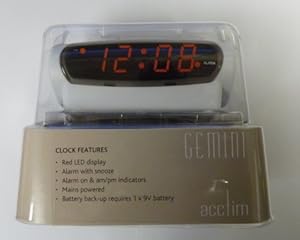 12:08
ALARM
GEMINI
CLOCK FEATURES
• Red LED display
• Alarm with snooze
• Alarm on & am/pm indicators
• Mains powered
• Battery back-up requires 1 x 9V battery
acctim